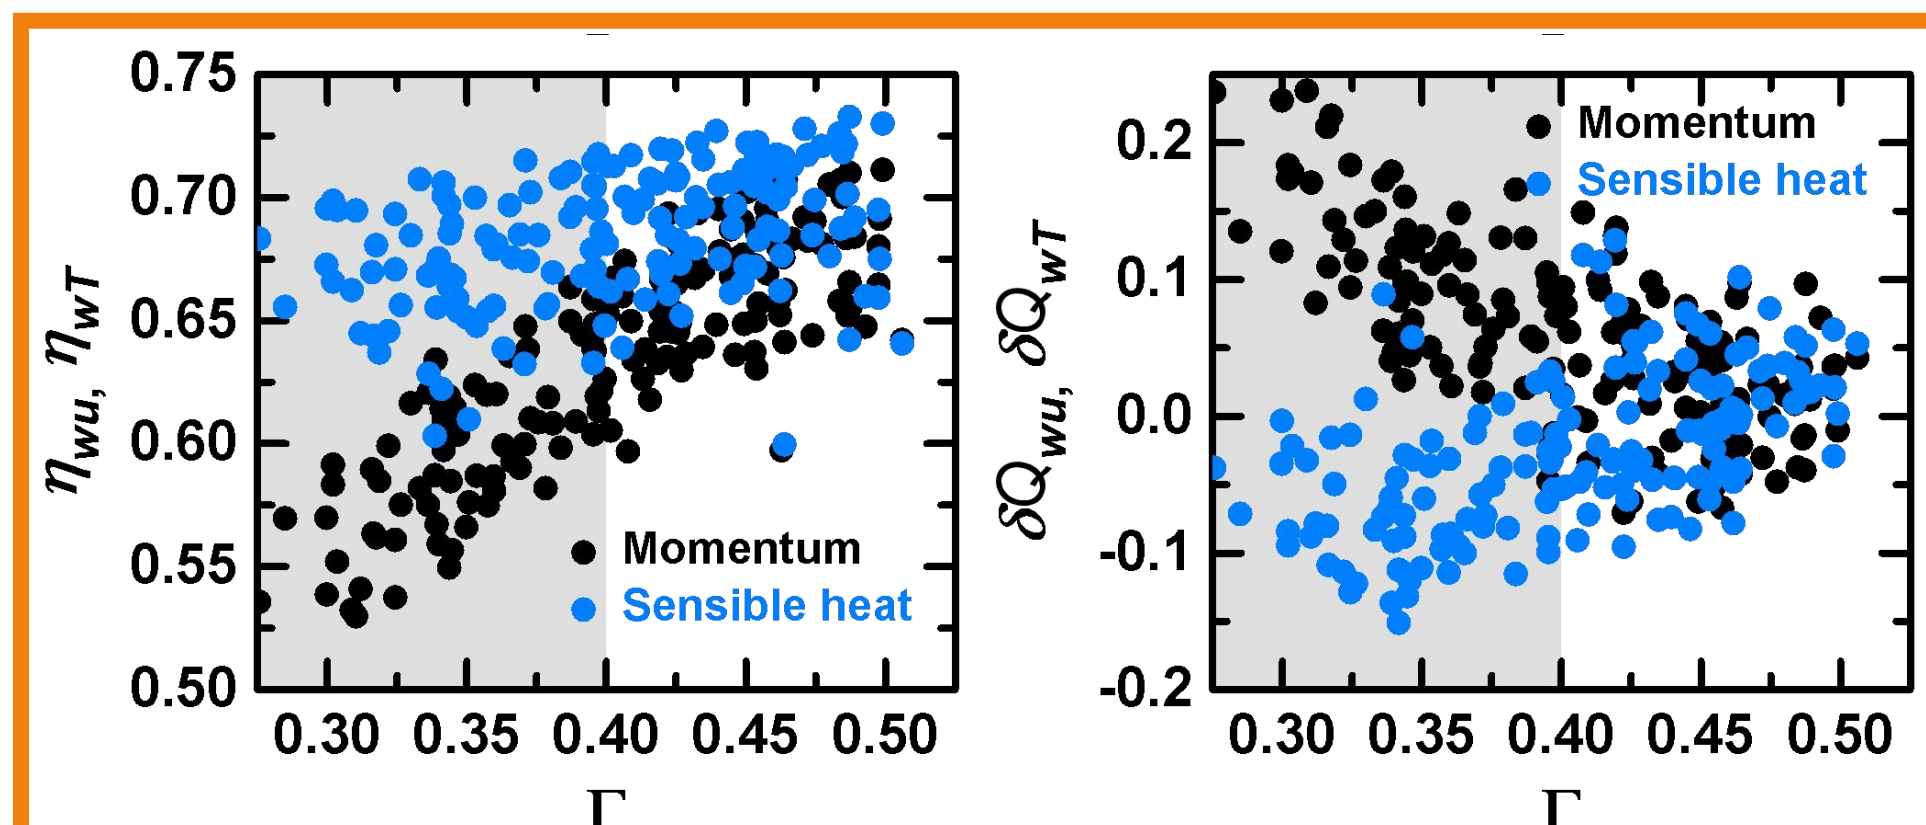 0.75
0.70
0.65
0.60
0.55
0.50
η_wu, η_wT
Momentum
Sensible heat
0.30 0.35 0.40 0.45 0.50
Γ
0.2
0.1
0.0
-0.1
-0.2
δQ_wu, δQ_wT
Momentum
Sensible heat
0.30 0.35 0.40 0.45 0.50
Γ